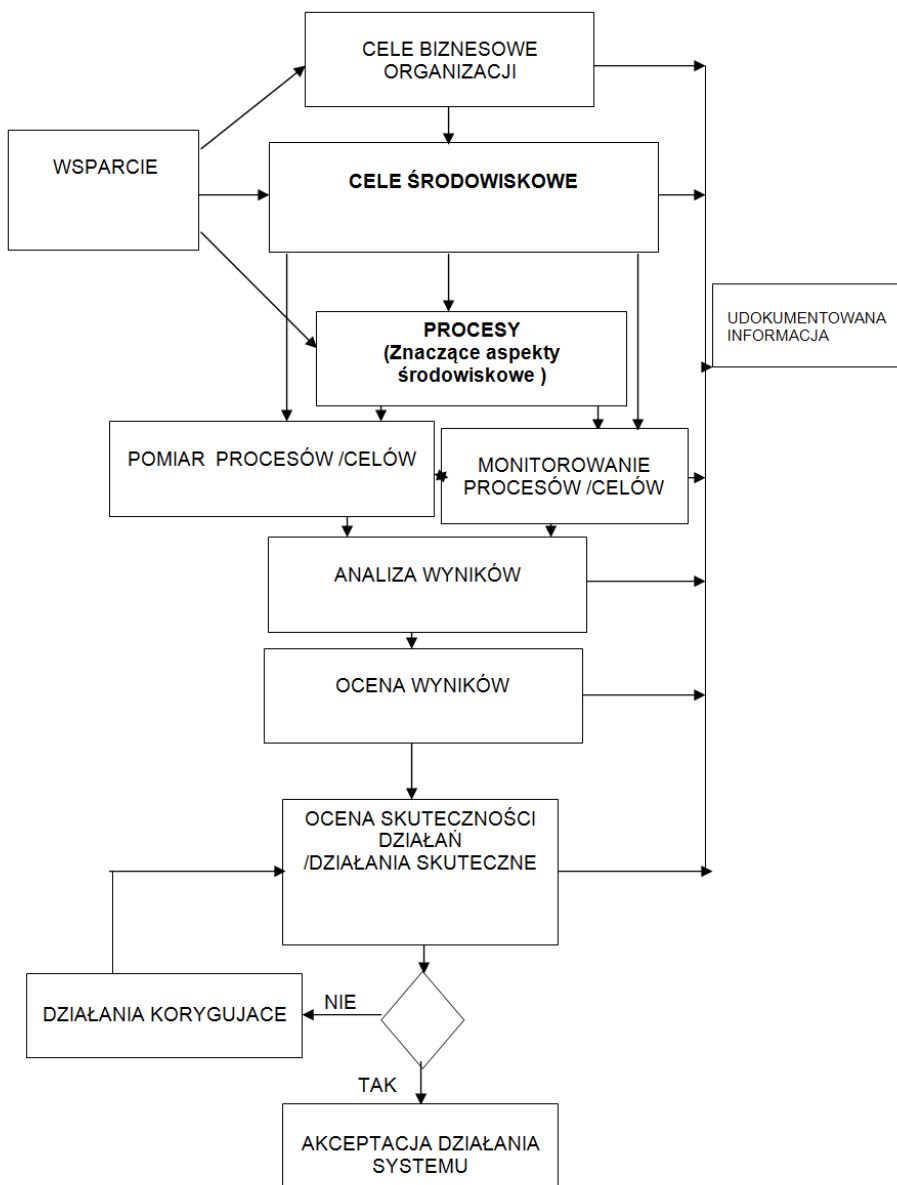 CELE BIZNESOWE
ORGANIZACJI
WSPARCIE
CELE ŚRODOWISKOWE
UDOKUMENTOWANA
INFORMACJA
PROCESY
(Znaczące aspekty
środowiskowe )
POMIAR PROCESÓW /CELÓW
MONITOROWANIE
PROCESÓW /CELÓW
ANALIZA WYNIKÓW
OCENA WYNIKÓW
OCENA SKUTECZNOŚCI
DZIAŁAŃ
/DZIAŁANIA SKUTECZNE
DZIAŁANIA KORYGUJACE
NIE
TAK
AKCEPTACJA DZIAŁANIA
SYSTEMU